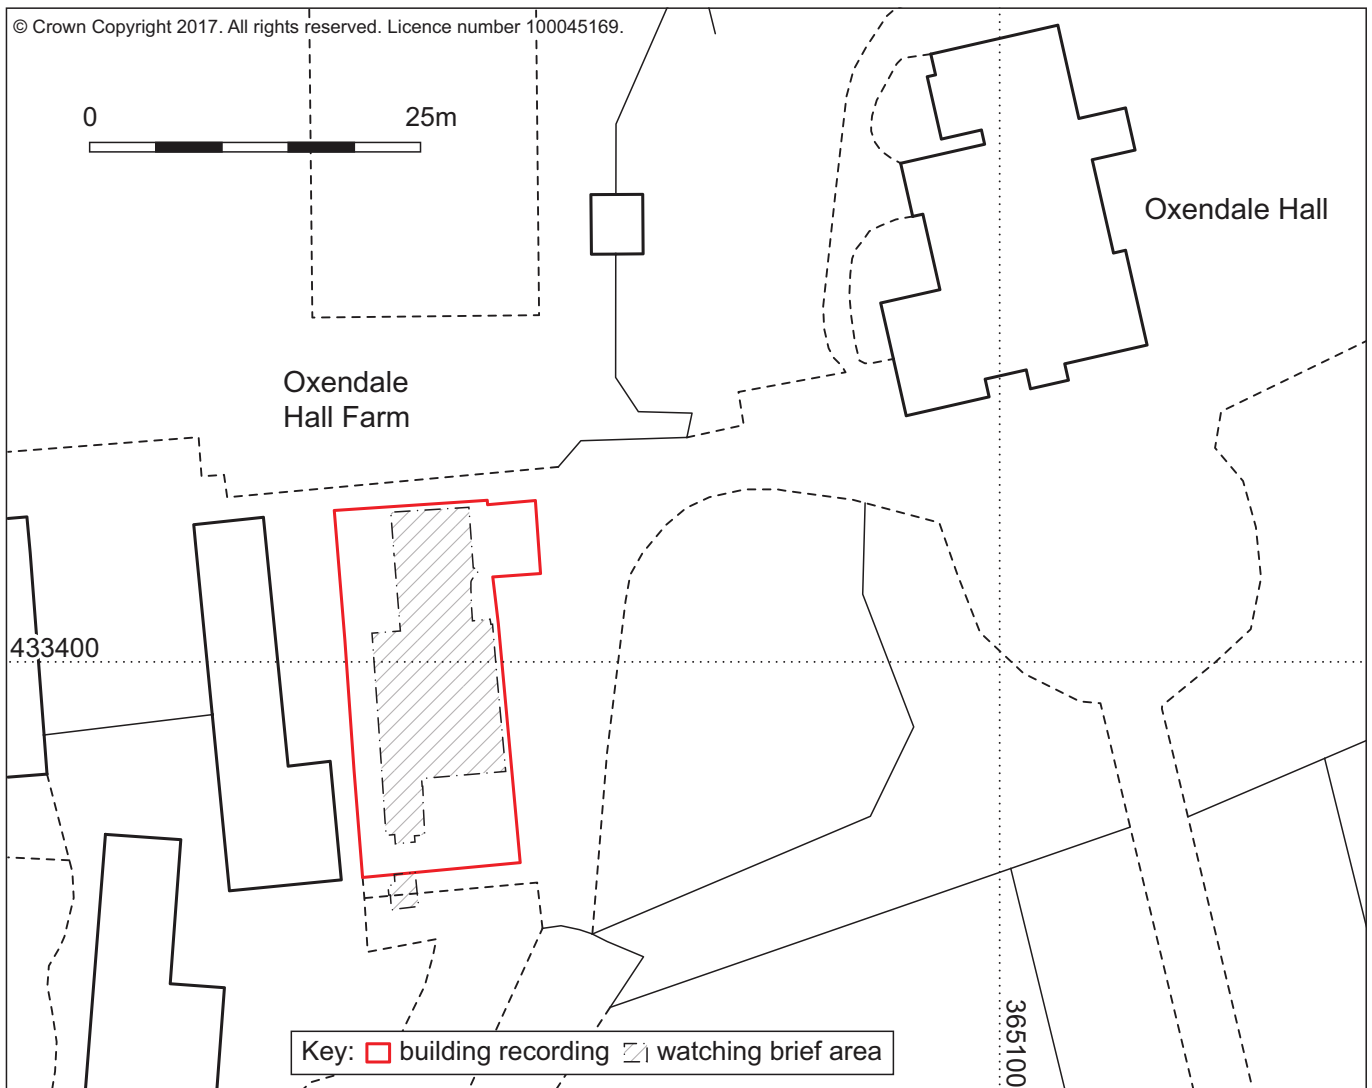 © Crown Copyright 2017. All rights reserved. Licence number 100045169.
0 25m
Oxendale Hall
Oxendale
Hall Farm
433400
365100
Key: building recording watching brief area